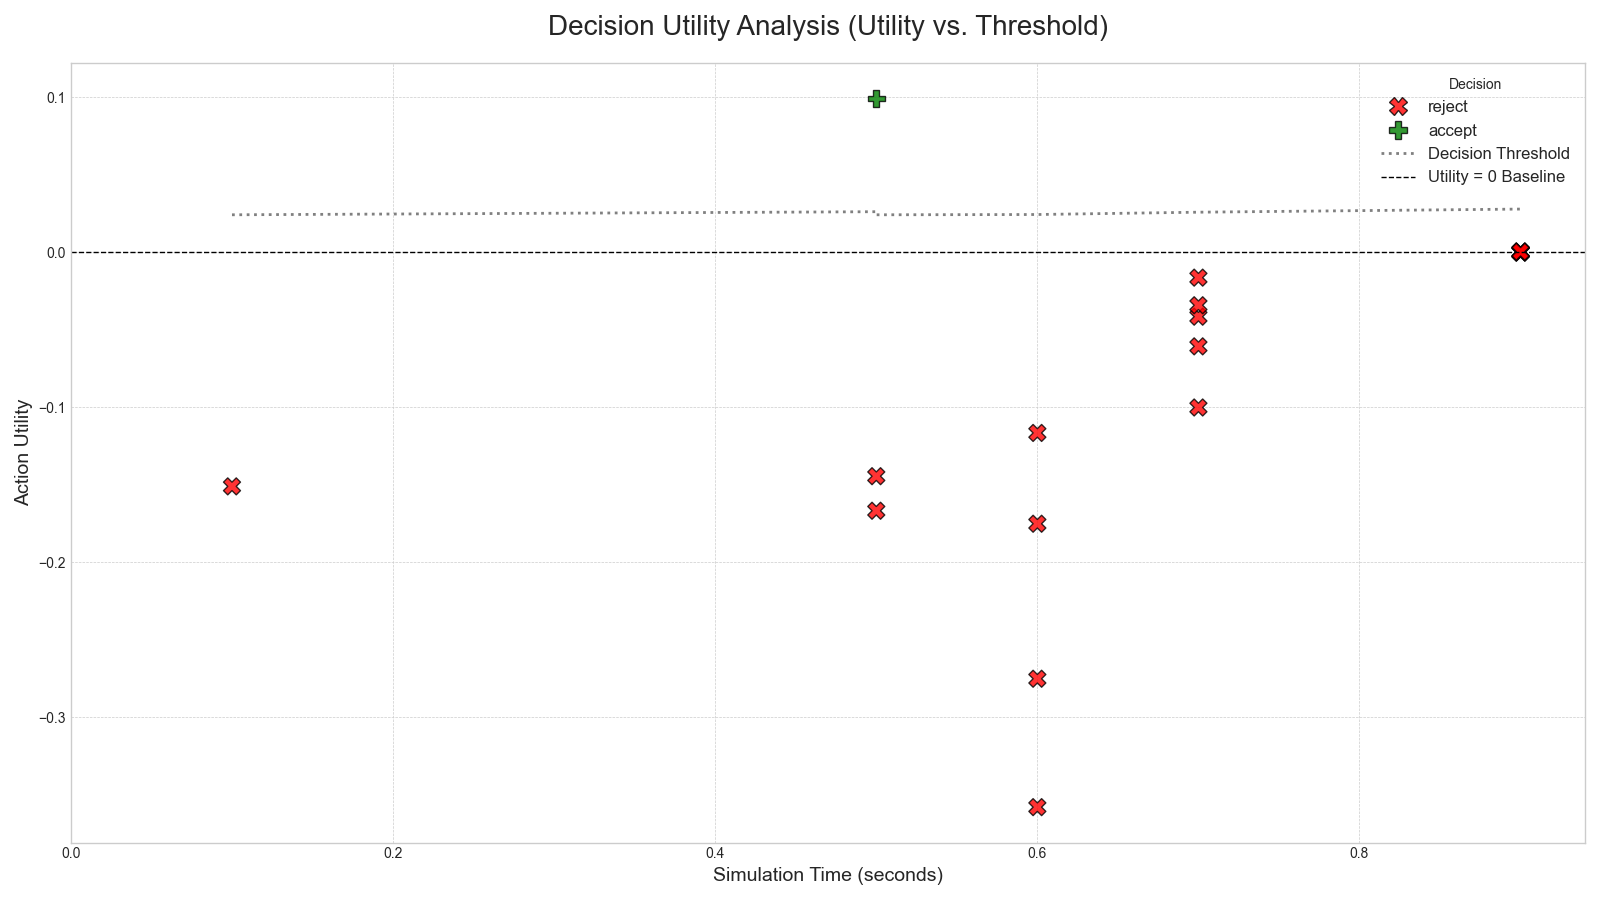 Decision Utility Analysis (Utility vs. Threshold)
Decision
reject
accept
Decision Threshold
Utility = 0 Baseline
Action Utility
0.1
0.0
−0.1
−0.2
−0.3
0.0 0.2 0.4 0.6 0.8
Simulation Time (seconds)